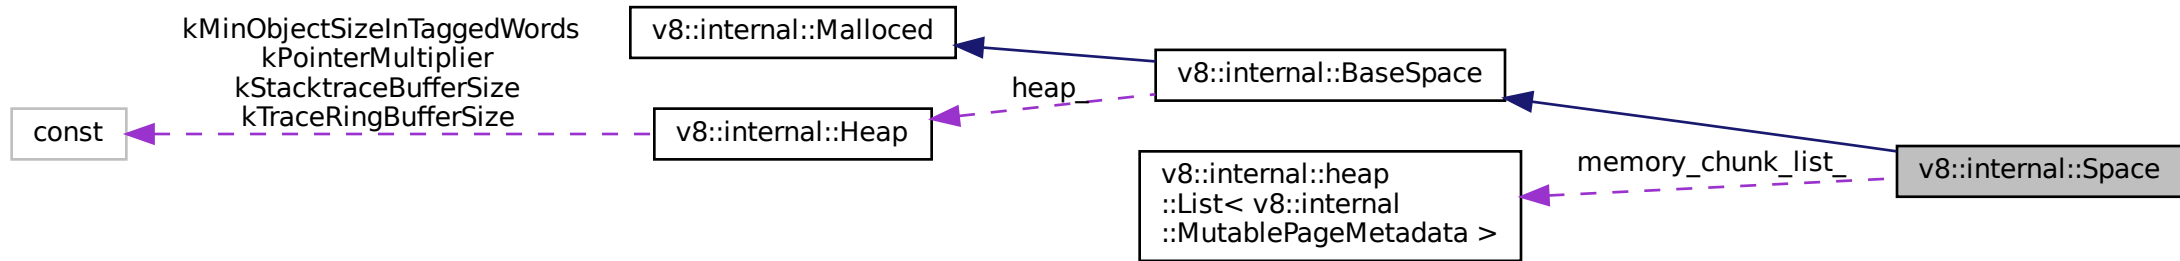 kMinObjectSizeInTaggedWords
kPointerMultiplier
kStacktraceBufferSize
kTraceRingBufferSize
const
v8::internal::Malloced
v8::internal::Heap
heap_
v8::internal::BaseSpace
v8::internal::heap
::List< v8::internal
::MutablePageMetadata >
memory_chunk_list_
v8::internal::Space